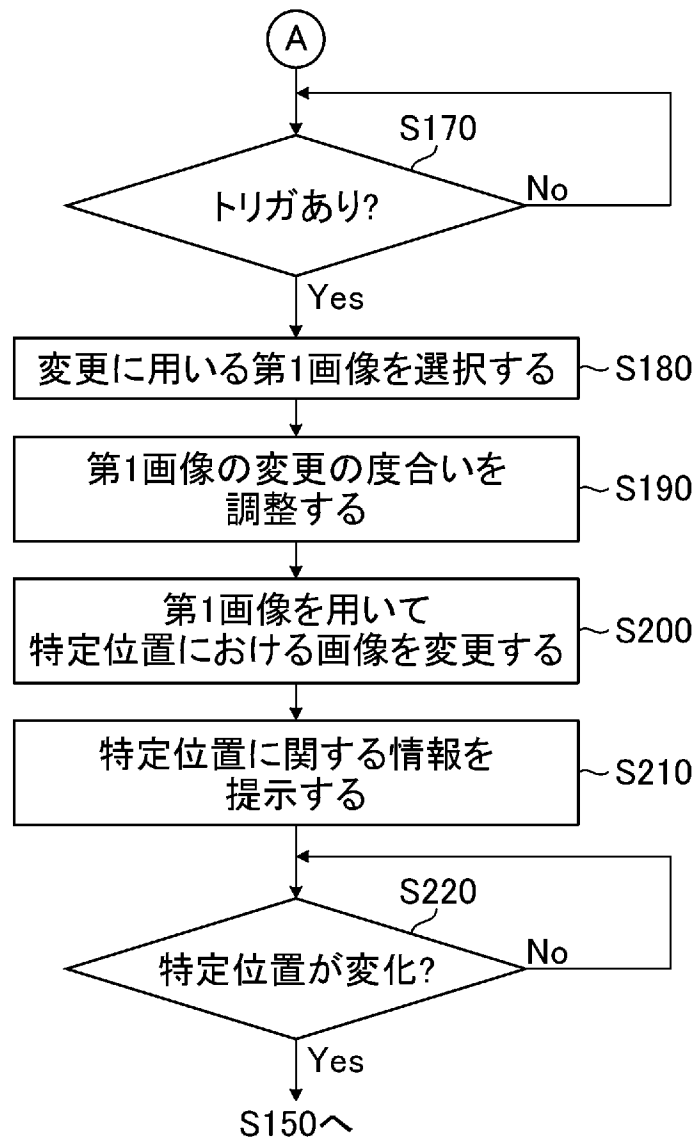 A
S170
トリガあり?
No
Yes
変更に用いる第1画像を選択する
S180
第1画像の変更の度合いを
調整する
S190
第1画像を用いて
特定位置における画像を変更する
S200
特定位置に関する情報を
提示する
S210
S220
特定位置が変化?
No
Yes
S150へ